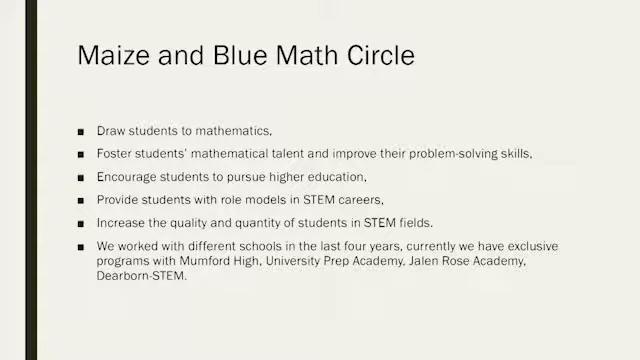 Maize and Blue Math Circle
■ Draw students to mathematics,
■ Foster students' mathematical talent and improve their problem-solving skills,
■ Encourage students to pursue higher education,
■ Provide students with role models in STEM careers,
■ Increase the quality and quantity of students in STEM fields.
■ We worked with different schools in the last four years, currently we have exclusive
programs with Mumford High, University Prep Academy, Jalen Rose Academy,
Dearborn-STEM.